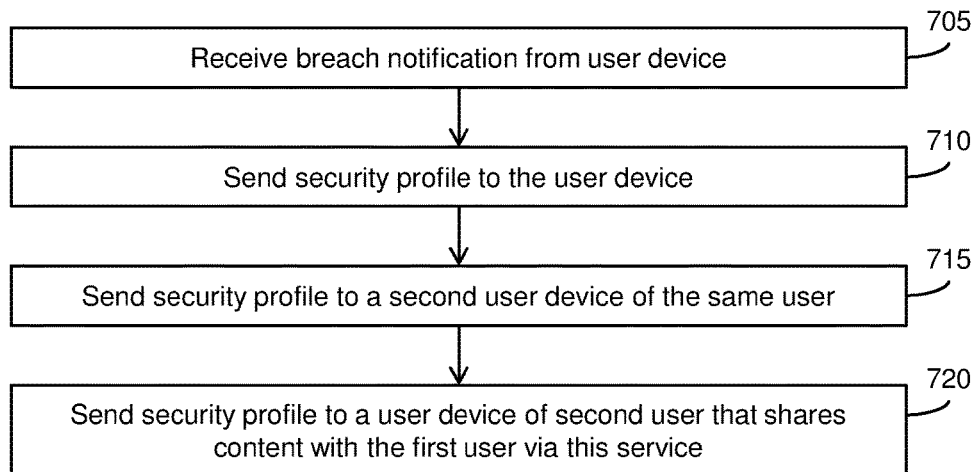 705
Receive breach notification from user device
710
Send security profile to the user device
715
Send security profile to a second user device of the same user
720
Send security profile to a user device of second user that shares
content with the first user via this service